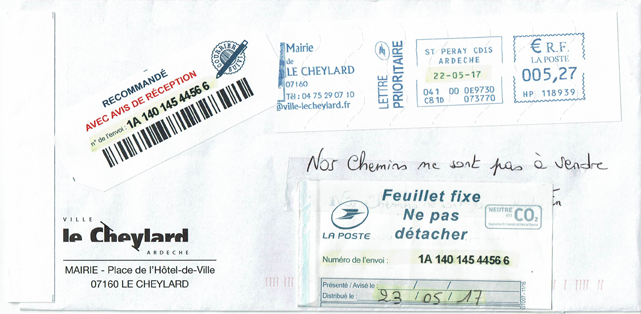 RECOMMANDÉ
AVEC AVIS DE RÉCEPTION
n° de l'envoi : 1A 140 145 4456 6
COURRIER
Mairie
de
LE CHEYLARD
07160
Tél : 04 75 29 07 10
@ville-lecheylard.fr
LETTRE
PRIORITAIRE
ST PERAY CDIS
ARDECHE
22-05-17
041 00 0E9730
C81D 073770
€ R.F.
LA POSTE
005,27
HP. 118939
Nos Chemins ne sont pas à vendre
Feuillet fixe
Ne pas
détacher
LA POSTE
NEUTRE
en CO2
Numéro de l'envoi : 1A 140 145 4456 6
Présenté / Avisé le : / /
Distribué le : 23 / 05 / 17
VILLE
le Cheylard
ARDECHE
MAIRIE - Place de l'Hôtel-de-Ville
07160 LE CHEYLARD